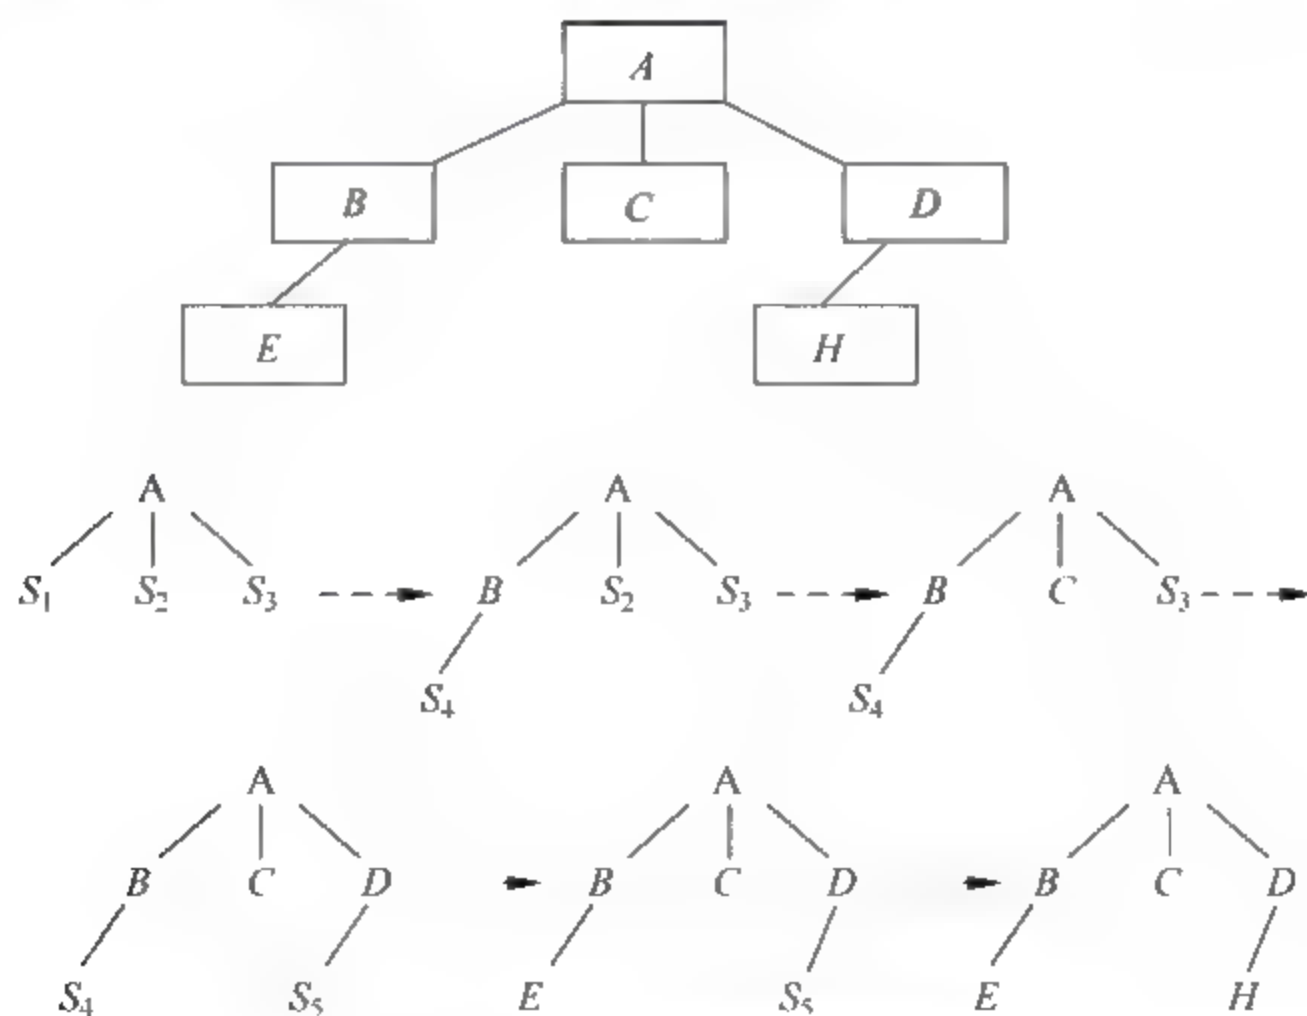 A
B C D
E H
A A A
S₁ S₂ S₃ B S₂ S₃ B C S₃
S₄ S₄
A A A
B C D B C D B C D
S₄ S₅ E S₅ E H